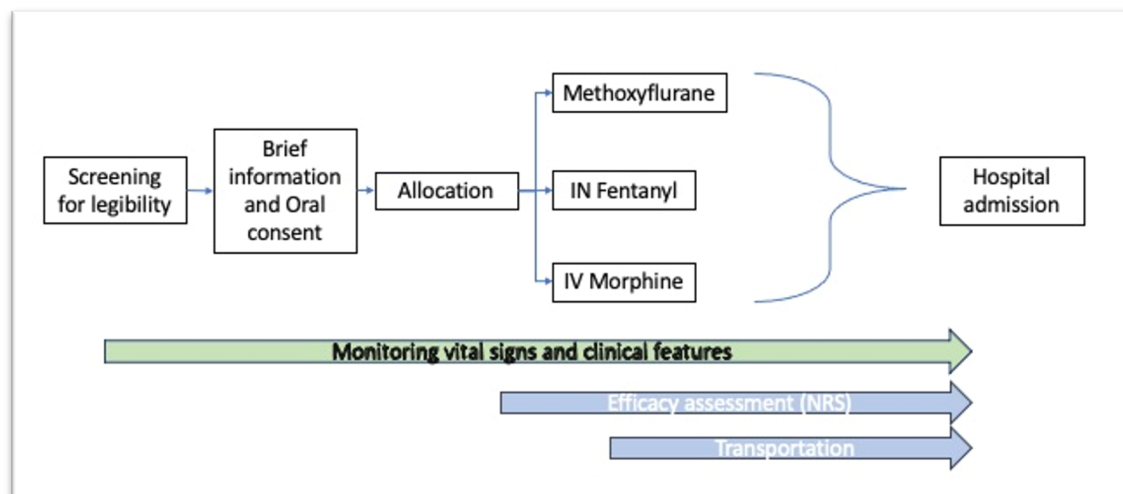 Methoxyflurane
Brief
information
and Oral
consent
Screening
for legibility
Allocation
IN Fentanyl
Hospital
admission
IV Morphine
Monitoring vital signs and clinical features
Efficacy assessment (NRS)
Transportation